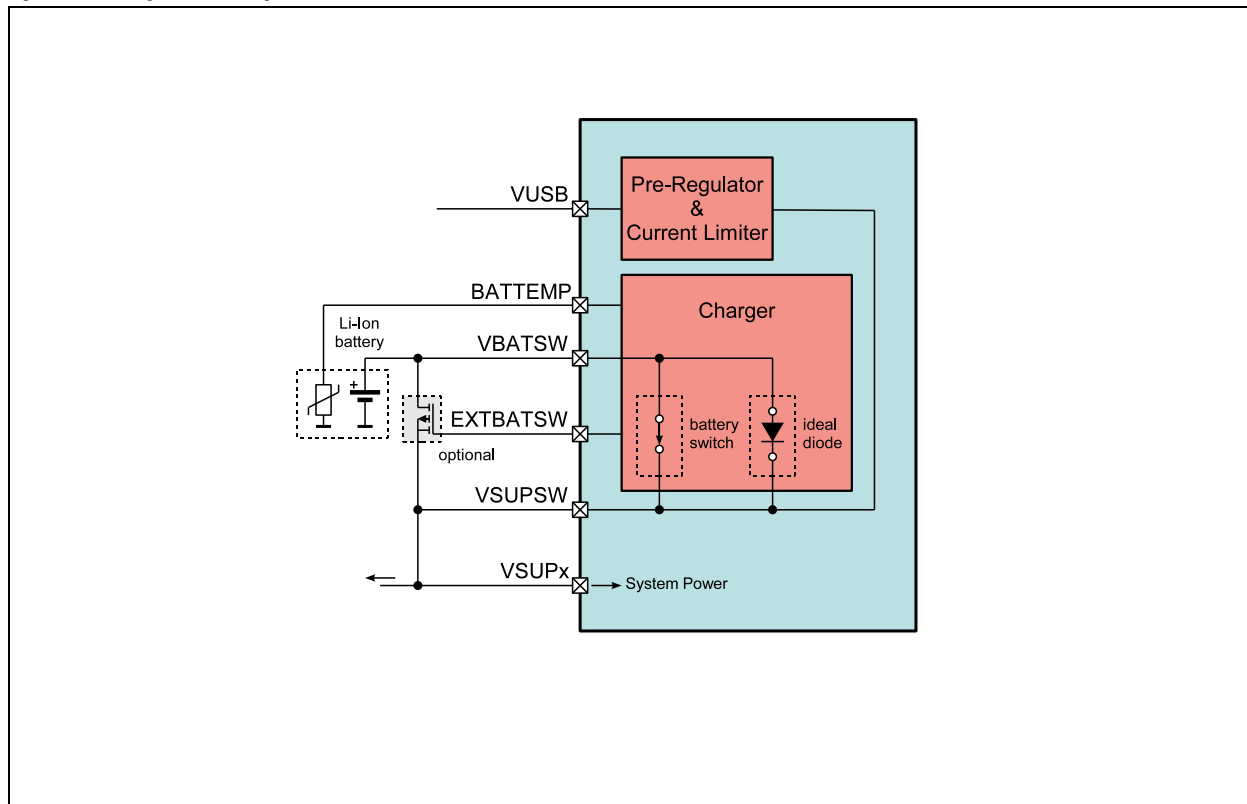 VUSB
Pre-Regulator
&
Current Limiter
BATTEMP
Charger
Li-Ion
battery
VBATSW
+
EXTBATSW
optional
battery
switch
ideal
diode
VSUPSW
VSUPx
System Power